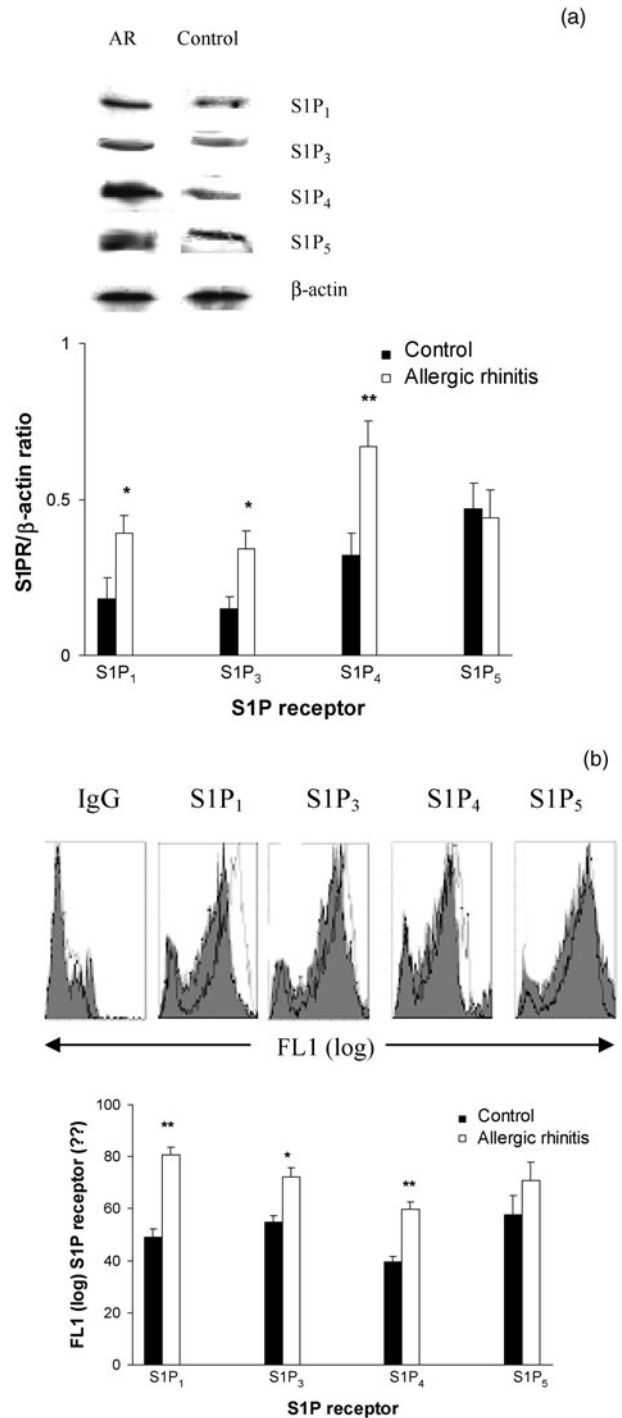 (a)
AR Control
S1P₁
S1P₃
S1P₄
S1P₅
β-actin
Control
Allergic rhinitis
1
0.5
0
* * **
S1PR/β-actin ratio
S1P₁ S1P₃ S1P₄ S1P₅
S1P receptor
(b)
IgG S1P₁ S1P₃ S1P₄ S1P₅
FL1 (log)
Control
Allergic rhinitis
100
80
60
40
20
0
** * **
FL1 (log) S1P receptor (??)
S1P₁ S1P₃ S1P₄ S1P₅
S1P receptor